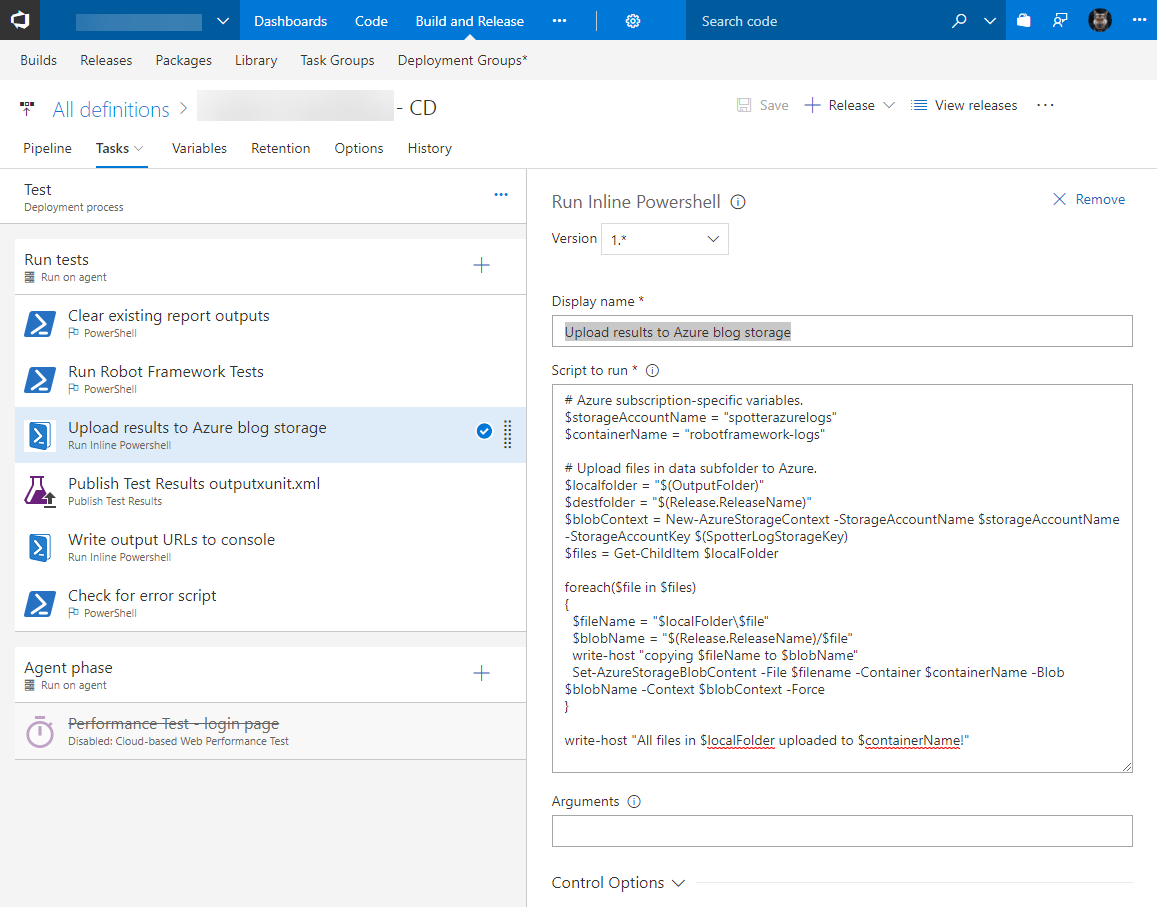 Dashboards Code Build and Release ··· Search code ···
Builds Releases Packages Library Task Groups Deployment Groups*
All definitions > - CD Save + Release View releases ···
Pipeline Tasks Variables Retention Options History
Test
Deployment process
···
Run tests
Run on agent
Clear existing report outputs
PowerShell
Run Robot Framework Tests
PowerShell
Upload results to Azure blog storage
Run Inline Powershell
Publish Test Results outputxunit.xml
Publish Test Results
Write output URLs to console
Run Inline Powershell
Check for error script
PowerShell
Agent phase
Run on agent
Performance Test - login page
Disabled: Cloud-based Web Performance Test
Run Inline Powershell
Remove
Version 1.*
Display name *
Upload results to Azure blog storage
Script to run *
# Azure subscription-specific variables.
$storageAccountName = "spotterazurelogs"
$containerName = "robotframework-logs"
# Upload files in data subfolder to Azure.
$localfolder = "$(OutputFolder)"
$destfolder = "$(Release.ReleaseName)"
$blobContext = New-AzureStorageContext -StorageAccountName $storageAccountName
-StorageAccountKey $(SpotterLogStorageKey)
$files = Get-ChildItem $localFolder
foreach($file in $files)
{
$fileName = "$localFolder\$file"
$blobName = "$(Release.ReleaseName)/$file"
write-host "copying $fileName to $blobName"
Set-AzureStorageBlobContent -File $filename -Container $containerName -Blob
$blobName -Context $blobContext -Force
}
write-host "All files in $localFolder uploaded to $containerName!"
Arguments
Control Options